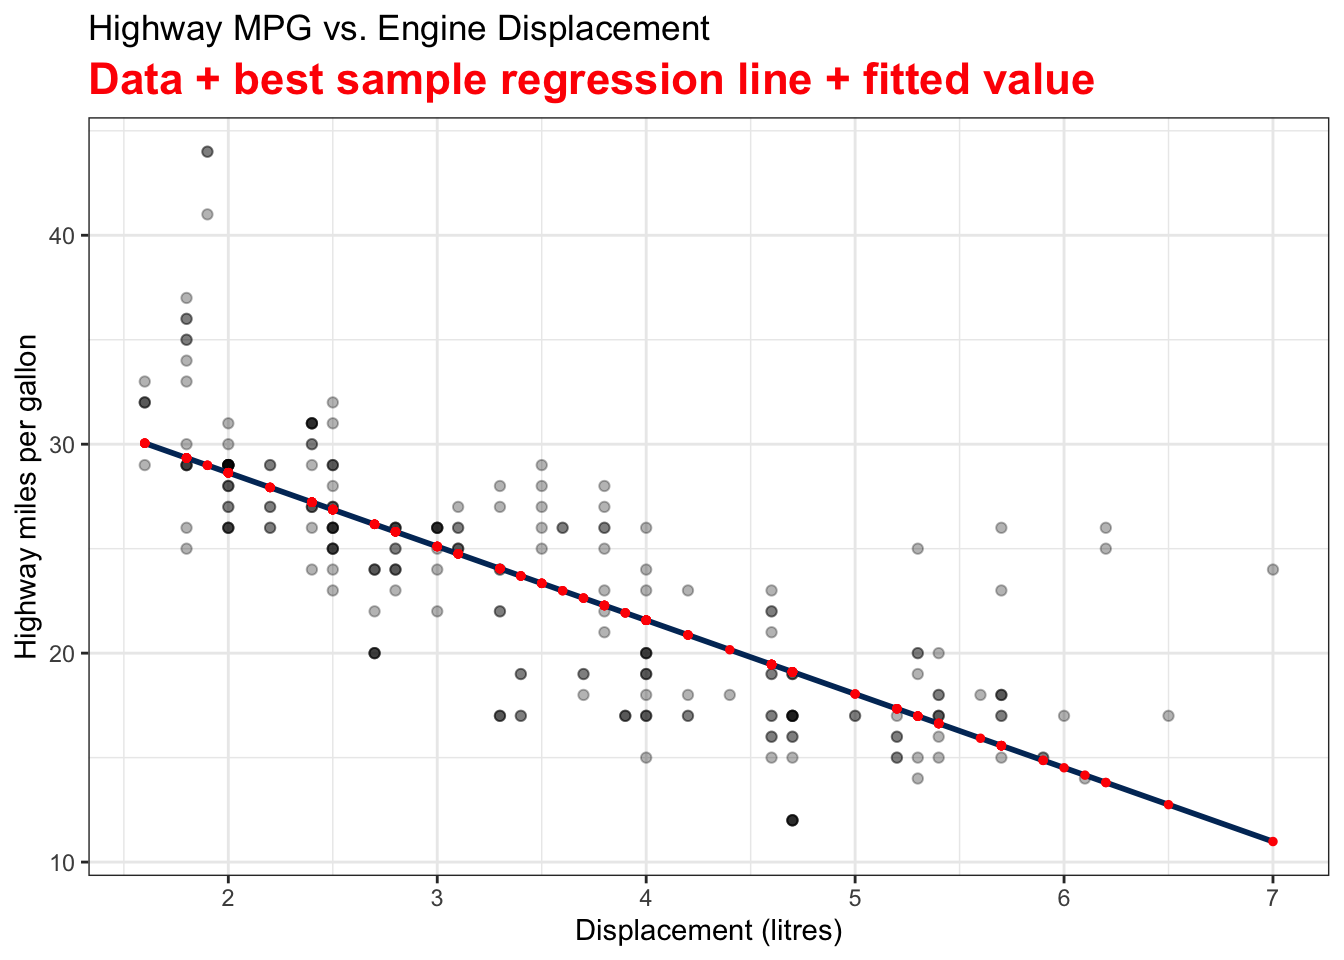 Highway MPG vs. Engine Displacement
Data + best sample regression line + fitted value
Highway miles per gallon
40
30
20
10
2 3 4 5 6 7
Displacement (litres)